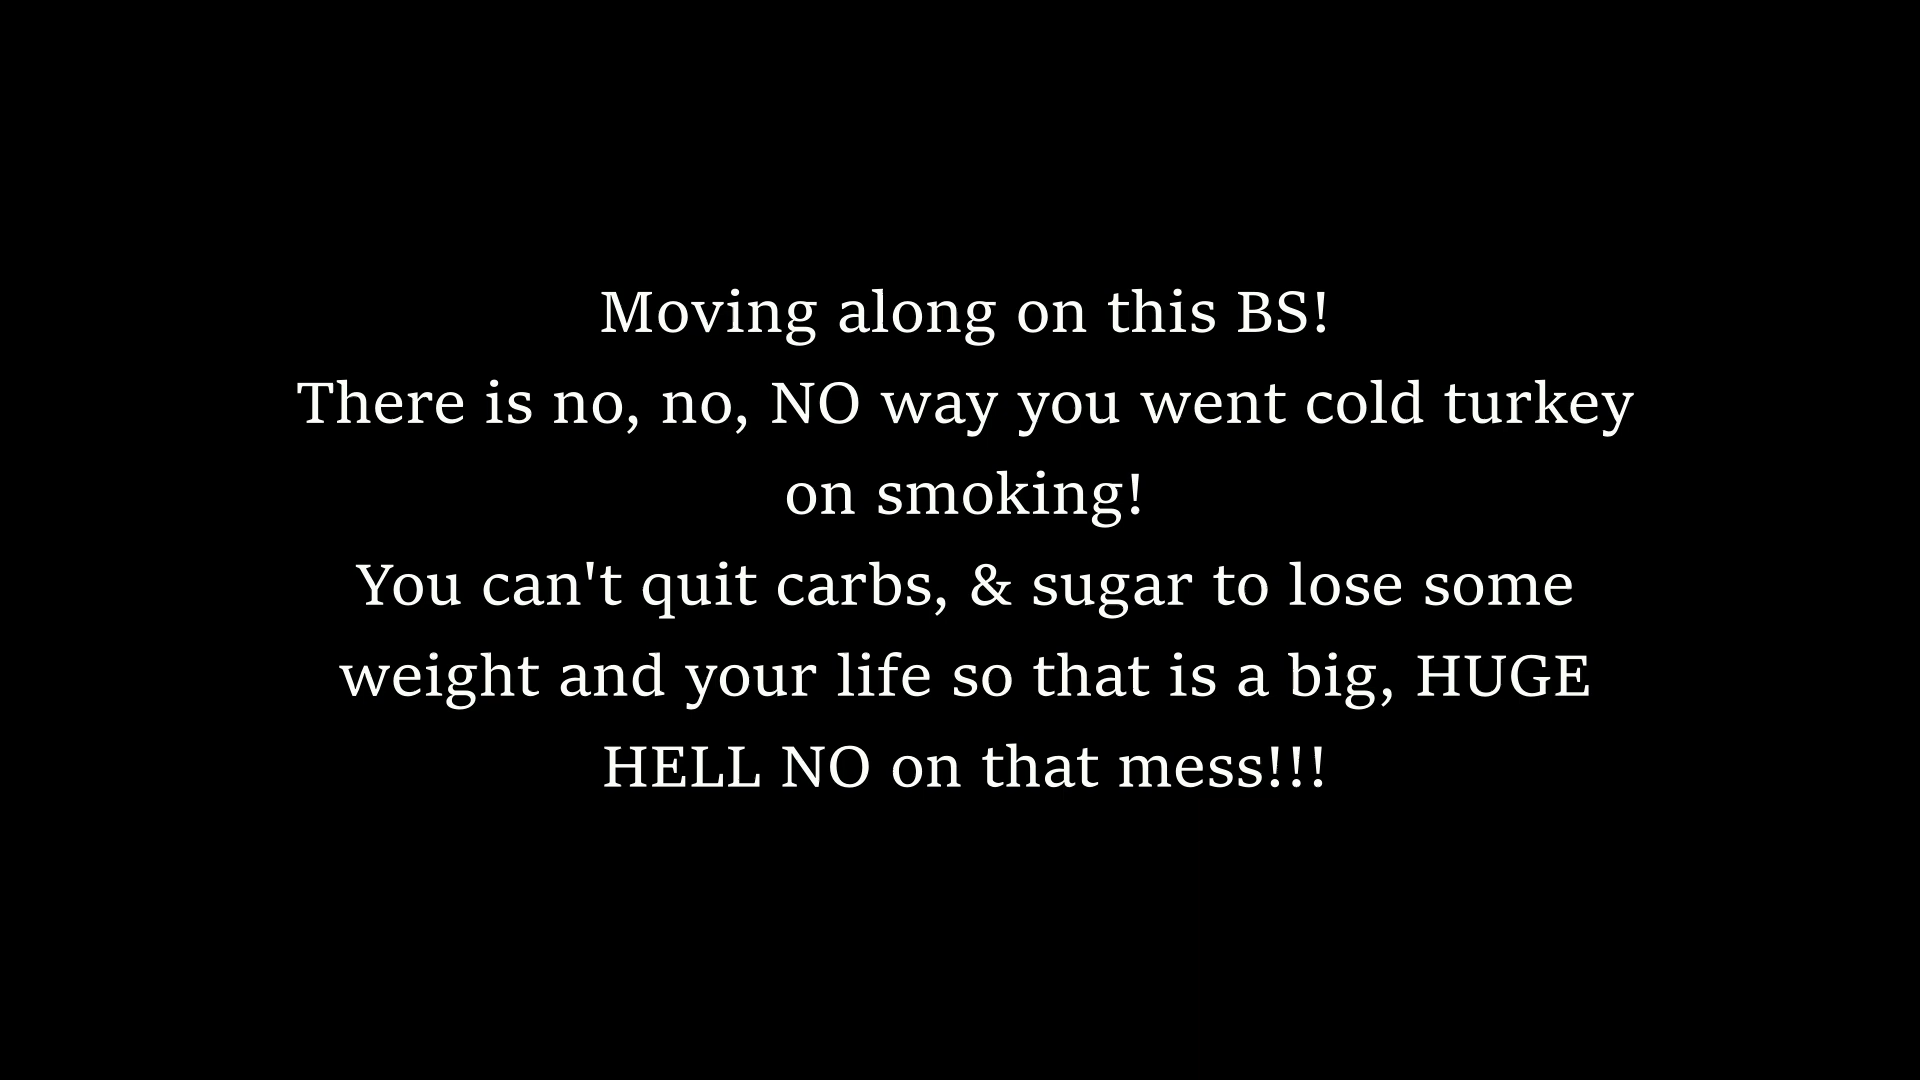 Moving along on this BS!
There is no, no, NO way you went cold turkey
on smoking!
You can't quit carbs, & sugar to lose some
weight and your life so that is a big, HUGE
HELL NO on that mess!!!